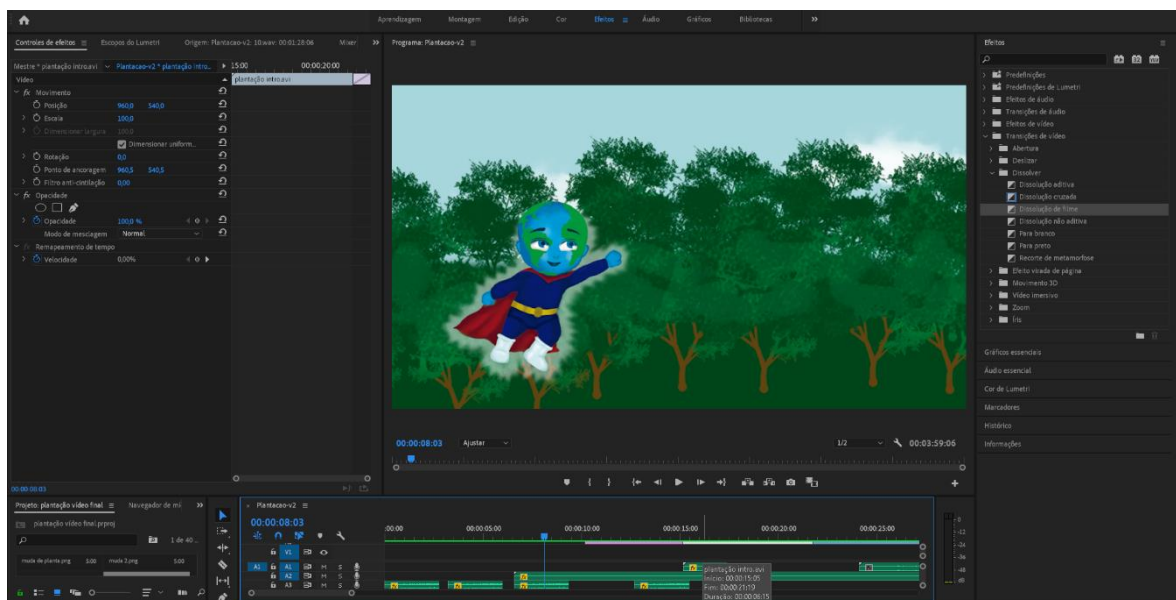 Aprendizagem Montagem Edição Cor Efeitos Áudio Gráficos Bibliotecas
Controles de efeitos Escopos do Lumetri Origem: Plantacao-v2: 10.wav: 00:01:28:06 Mixer
Mestre * plantação intro.avi Plantacao-v2 * plantação intro...
15:00 00:00:20:00
Vídeo
plantação intro.avi
fx Movimento
Posição 960,0 540,0
Escala 100,0
Dimensionar largura 100,0
Dimensionar uniform...
Rotação 0,0
Ponto de ancoragem 960,5 540,5
Filtro anti-cintilação 0,00
fx Opacidade
Opacidade 100,0 %
Modo de mesclagem Normal
fx Remapeamento de tempo
Velocidade 0,00%
00:00:08:03
Programa: Plantacao-v2
00:00:08:03 Ajustar 1/2 00:03:59:06
Efeitos
Predefinições
Predefinições de Lumetri
Efeitos de áudio
Transições de áudio
Efeitos de vídeo
Transições de vídeo
Abertura
Deslizar
Dissolver
Dissolução aditiva
Dissolução cruzada
Dissolução de filme
Dissolução não aditiva
Para branco
Para preto
Recorte de metamorfose
Efeito virada de página
Movimento 3D
Vídeo imersivo
Zoom
Íris
Gráficos essenciais
Áudio essencial
Cor de Lumetri
Marcadores
Histórico
Informações
Projeto: plantação vídeo final Navegador de mí
plantação vídeo final.prproj
1 de 40...
muda de planta.png 3,00 muda 2.png 5,00
Plantacao-v2
00:00:08:03
:00:00 00:00:05:00 00:00:10:00 00:00:15:00 00:00:20:00 00:00:25:00
V1
A1 A1 M S
A2 M S
A3 M S
plantação intro.avi
Início: 00:00:15:05
Fim: 00:00:21:19
Duração: 00:00:06:15
0
-12
-24
-36
-48
dB